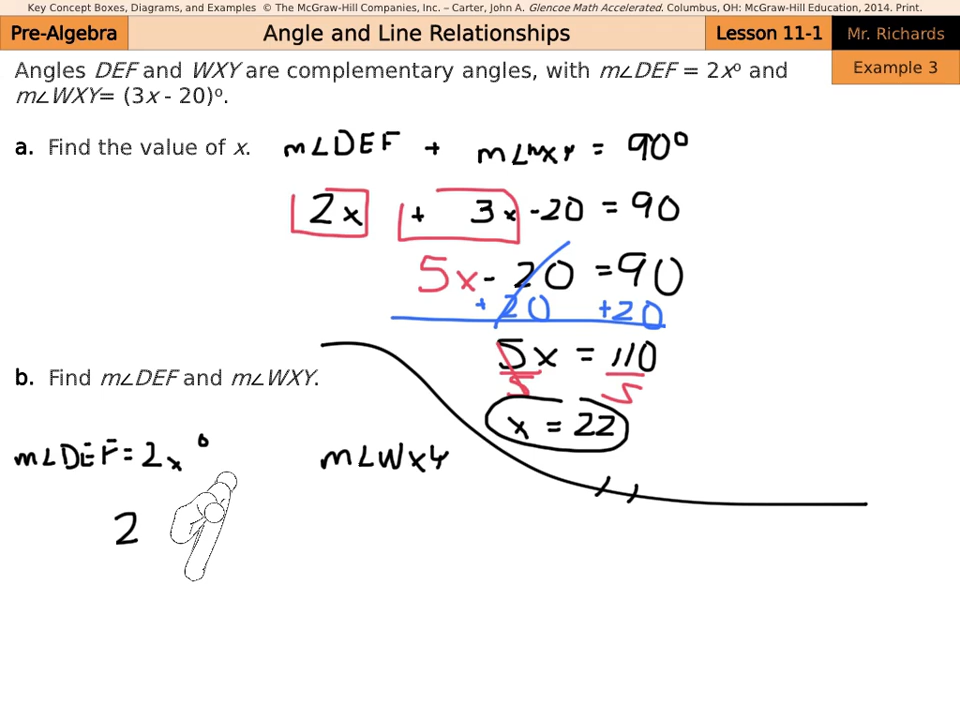 Key Concept Boxes, Diagrams, and Examples © The McGraw-Hill Companies, Inc. – Carter, John A. Glencoe Math Accelerated. Columbus, OH: McGraw-Hill Education, 2014. Print.
Pre-Algebra Angle and Line Relationships Lesson 11-1 Mr. Richards
Example 3
Angles DEF and WXY are complementary angles, with m∠DEF = 2xº and
m∠WXY= (3x - 20)º.
a. Find the value of x. m∠DEF + m∠WXY = 90°
2x + 3x -20 = 90
5x - 20 = 90
+ 20 +20
5x = 110
5 5
x = 22
b. Find m∠DEF and m∠WXY.
m∠DEF = 2x° m∠WXY
2